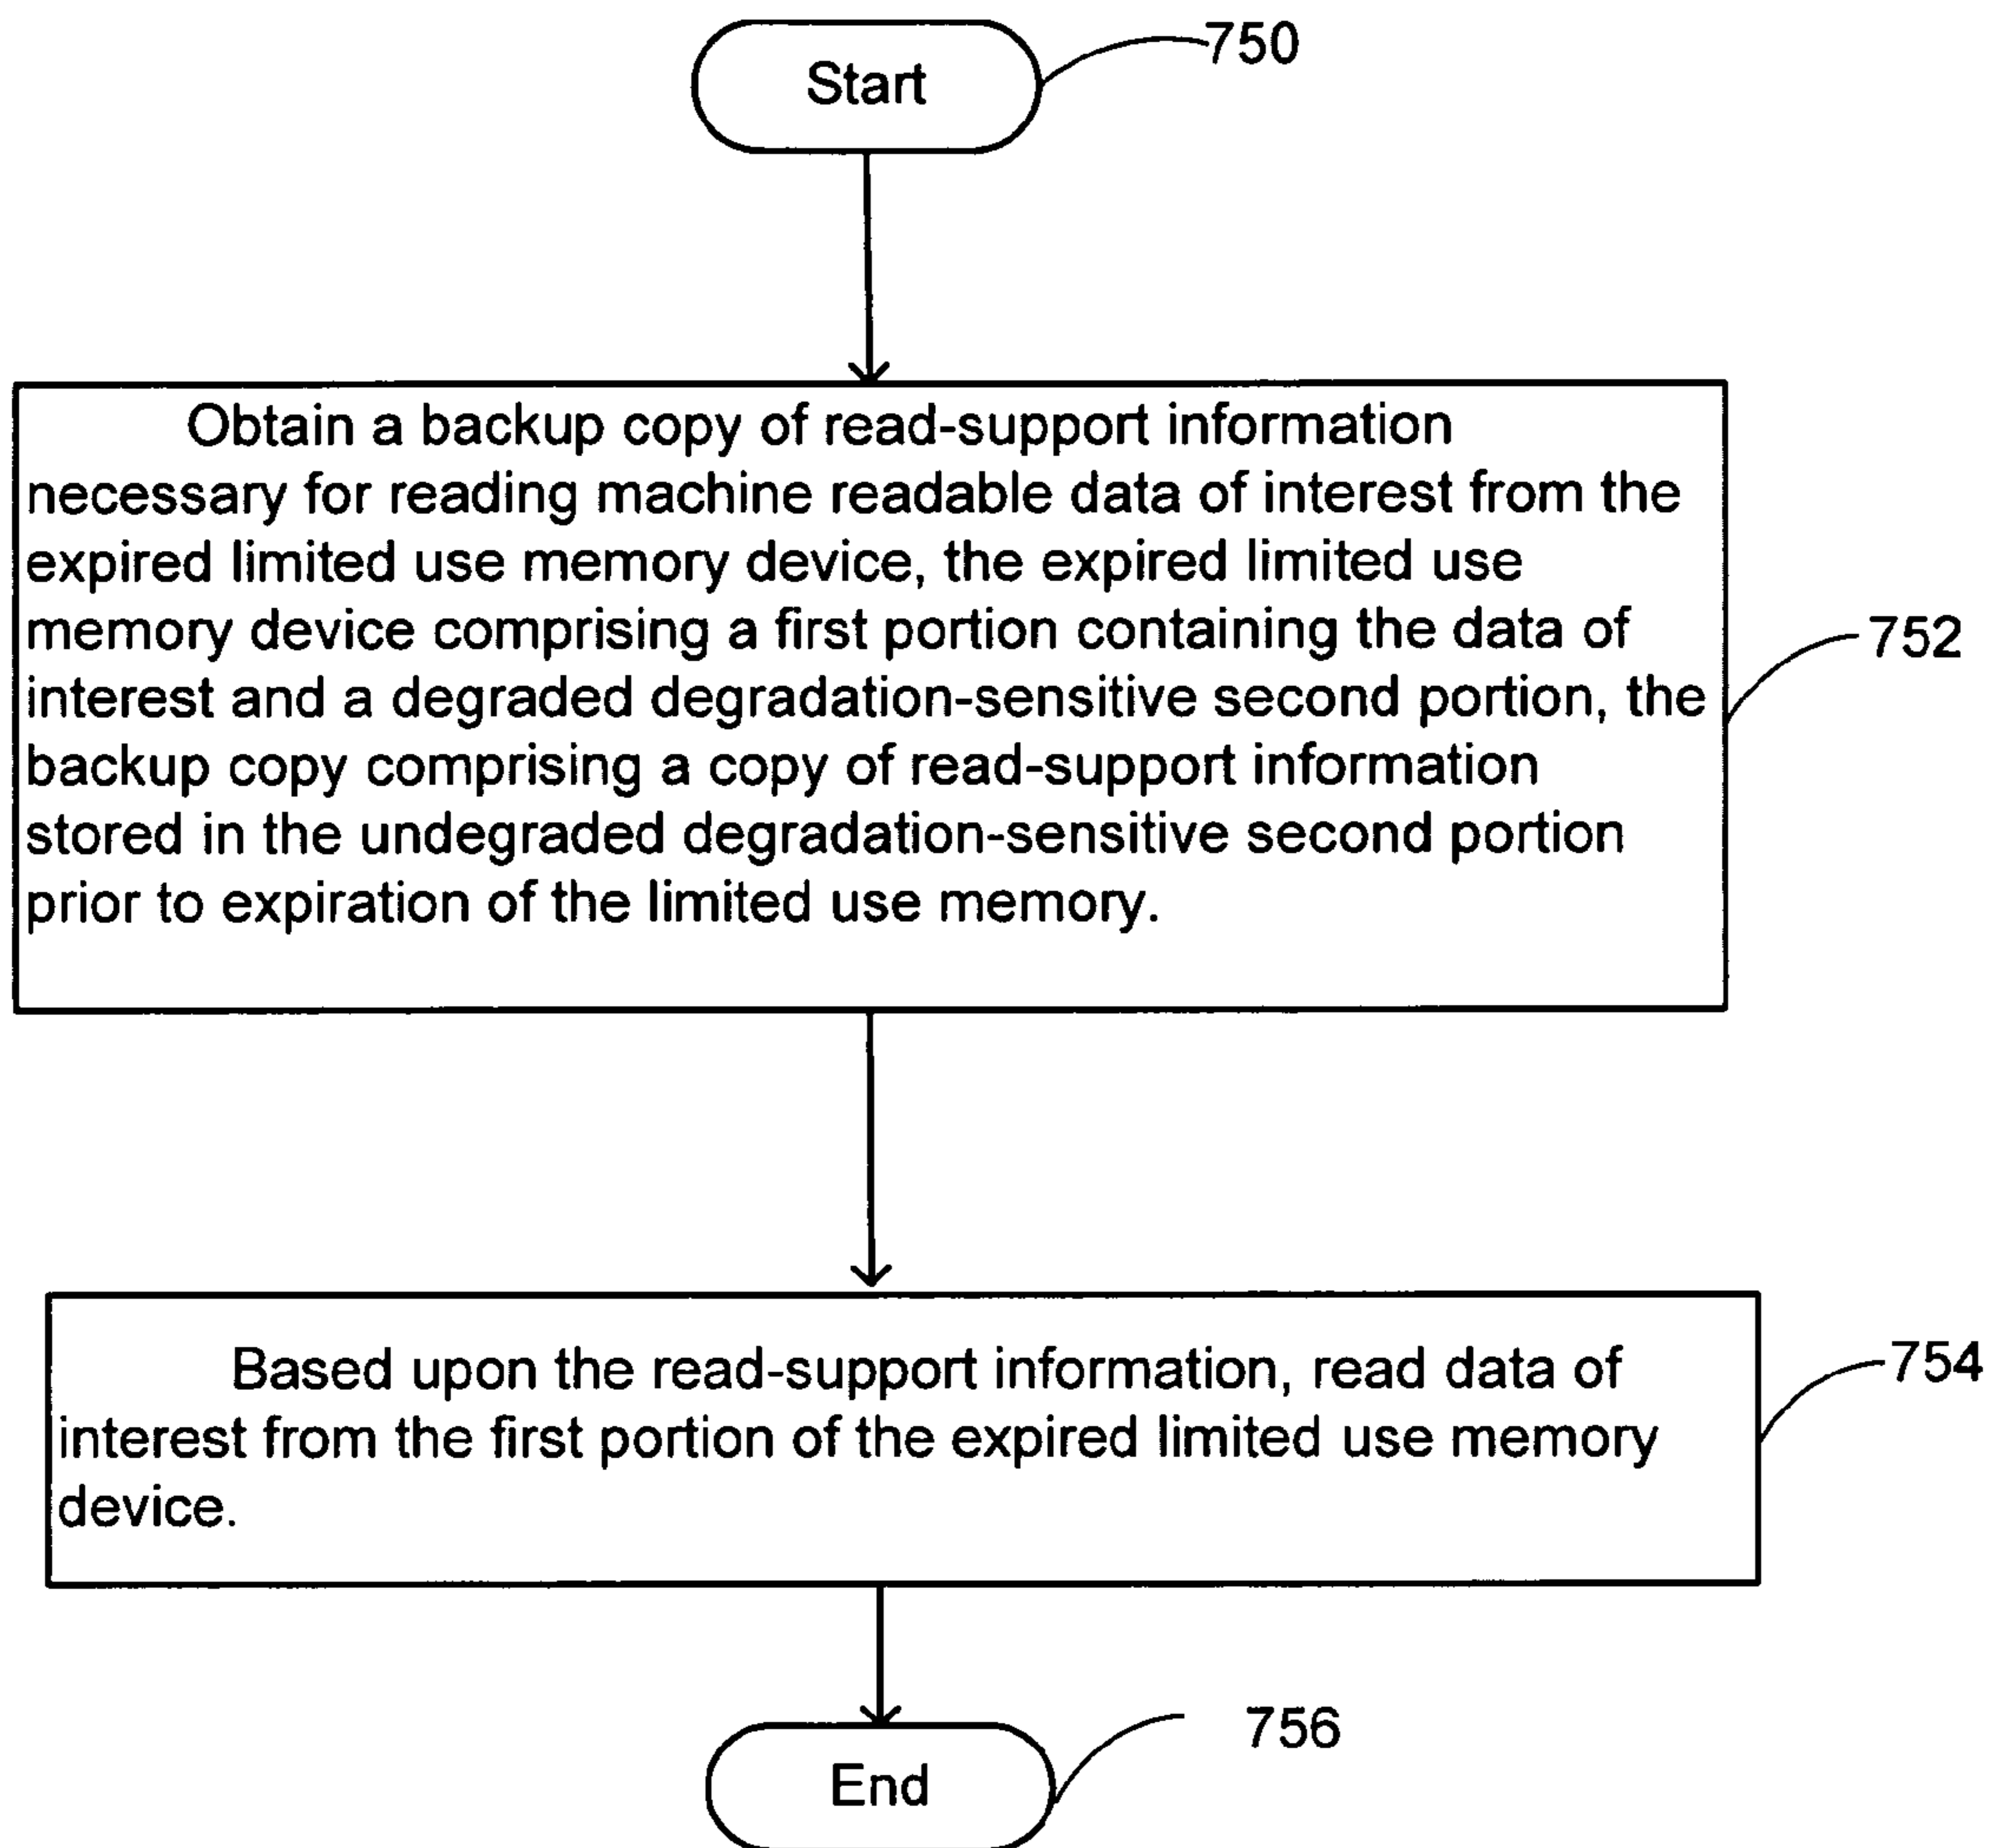 Start
750
Obtain a backup copy of read-support information
necessary for reading machine readable data of interest from the
expired limited use memory device, the expired limited use
memory device comprising a first portion containing the data of
interest and a degraded degradation-sensitive second portion, the
backup copy comprising a copy of read-support information
stored in the undegraded degradation-sensitive second portion
prior to expiration of the limited use memory.
752
Based upon the read-support information, read data of
interest from the first portion of the expired limited use memory
device.
754
End
756